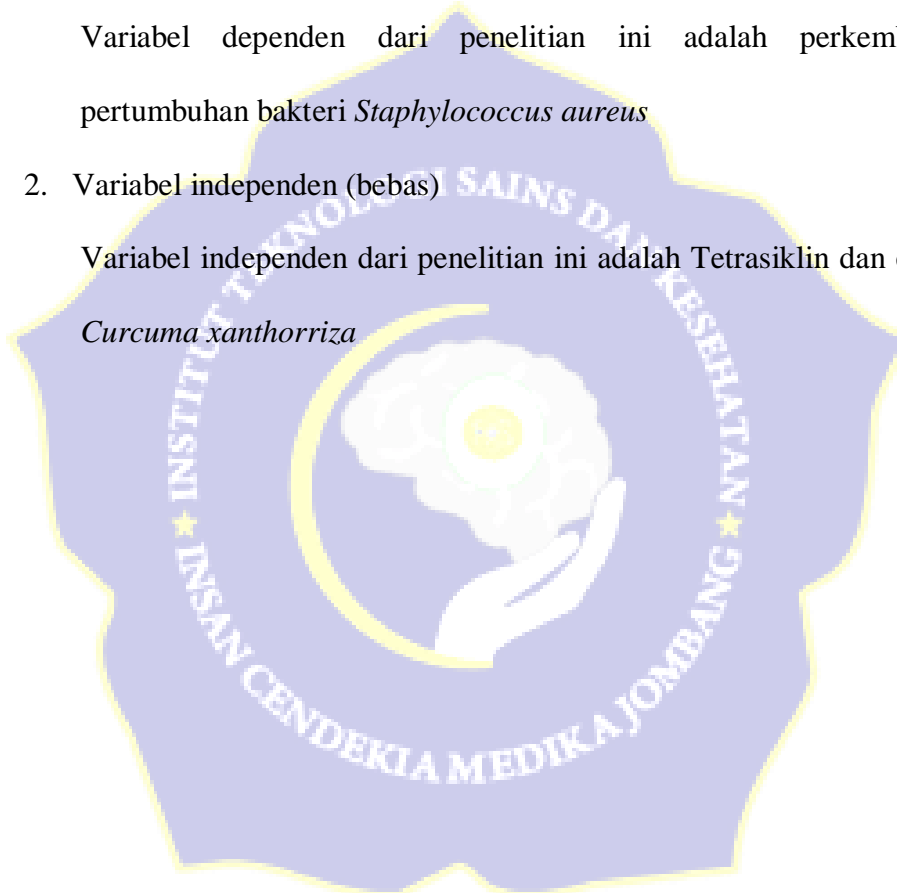 Variabel dependen dari penelitian ini adalah
pertumbuhan bakteri Staphylococcus aureus
2. Variabel independen (bebas)
Variabel independen dari penelitian ini adalah Tetrasiklin dan
Curcuma xanthorriza
INSTITUT TEKNOLOGI SAINS DAN KESEHATAN
INSAN CENDEKIA MEDIKA JOMBANG